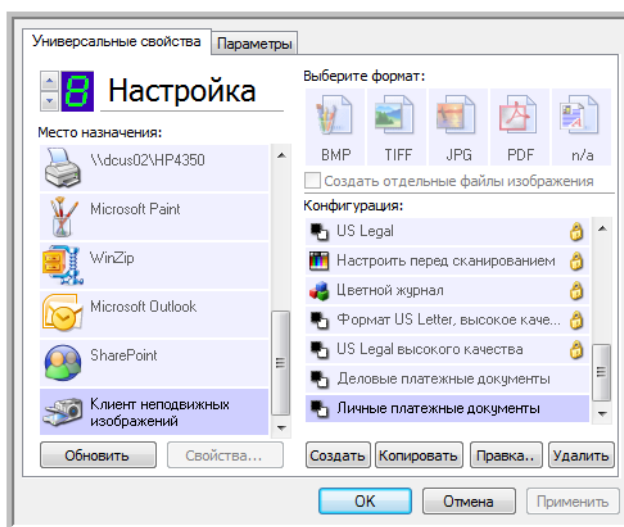 Универсальные свойства
Параметры
8
Настройка
Место назначения:
\\dcus02\HP4350
Microsoft Paint
WinZip
Microsoft Outlook
SharePoint
Клиент неподвижных
изображений
Обновить
Свойства...
Выберите формат:
BMP
TIFF
JPG
PDF
n/a
Создать отдельные файлы изображения
Конфигурация:
US Legal
Настроить перед сканированием
Цветной журнал
Формат US Letter, высокое каче...
US Legal высокого качества
Деловые платежные документы
Личные платежные документы
Создать
Копировать
Правка..
Удалить
OK
Отмена
Применить